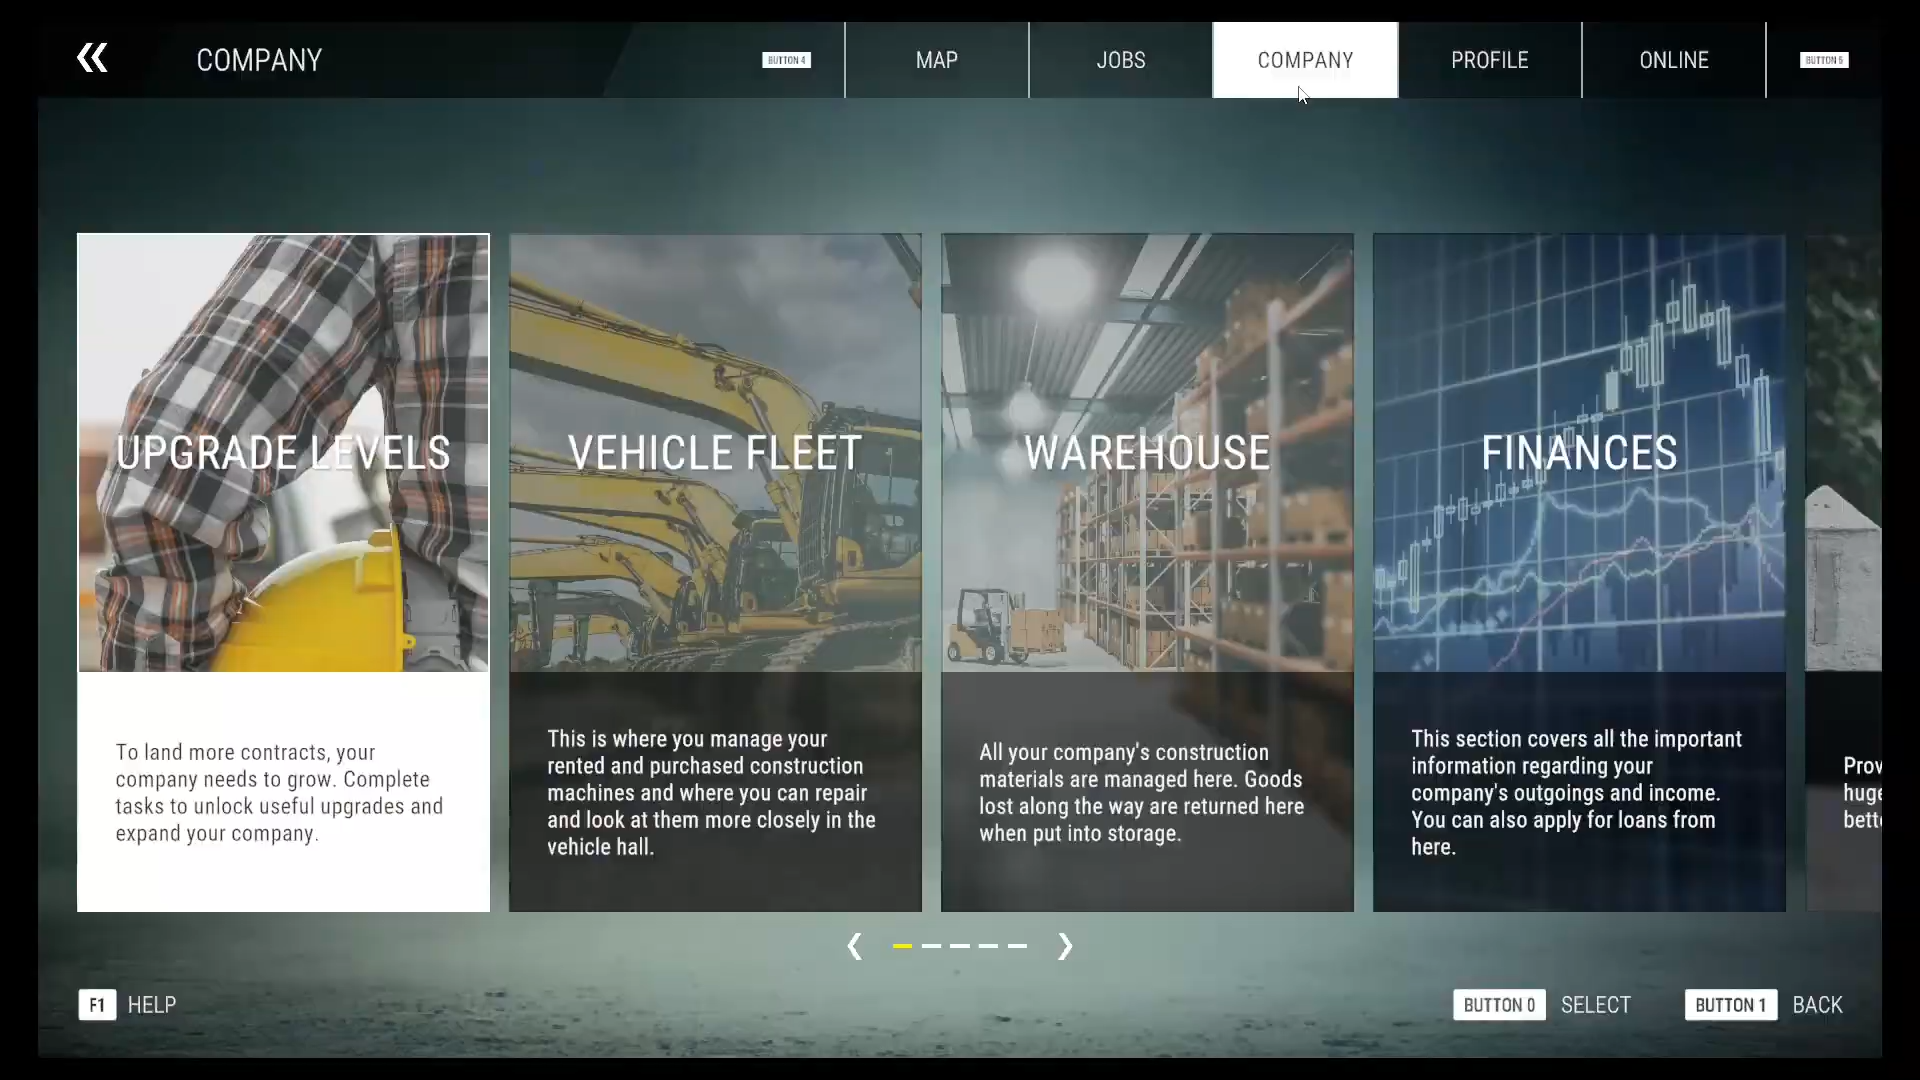 COMPANY
BUTTON 4
MAP
JOBS
COMPANY
PROFILE
ONLINE
BUTTON 5
UPGRADE LEVELS
To land more contracts, your
company needs to grow. Complete
tasks to unlock useful upgrades and
expand your company.
VEHICLE FLEET
This is where you manage your
rented and purchased construction
machines and where you can repair
and look at them more closely in the
vehicle hall.
WAREHOUSE
All your company's construction
materials are managed here. Goods
lost along the way are returned here
when put into storage.
FINANCES
This section covers all the important
information regarding your
company's outgoings and income.
You can also apply for loans from
here.
F1 HELP
BUTTON 0 SELECT
BUTTON 1 BACK